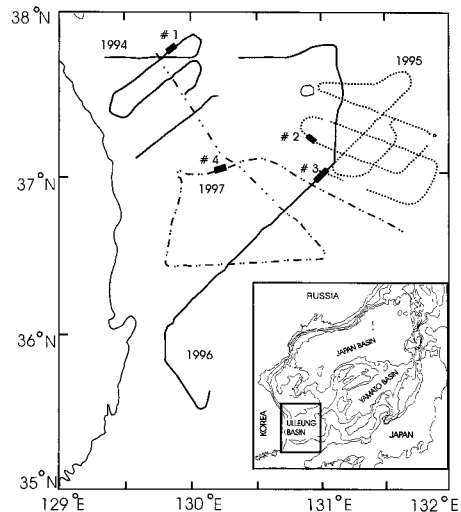 38°N
# 1
1994
1995
# 2
# 4
# 3
37°N
1997
RUSSIA
JAPAN BASIN
36°N
YAMATO BASIN
1996
KOREA
ULLEUNG
BASIN
JAPAN
35°N
129°E
130°E
131°E
132°E